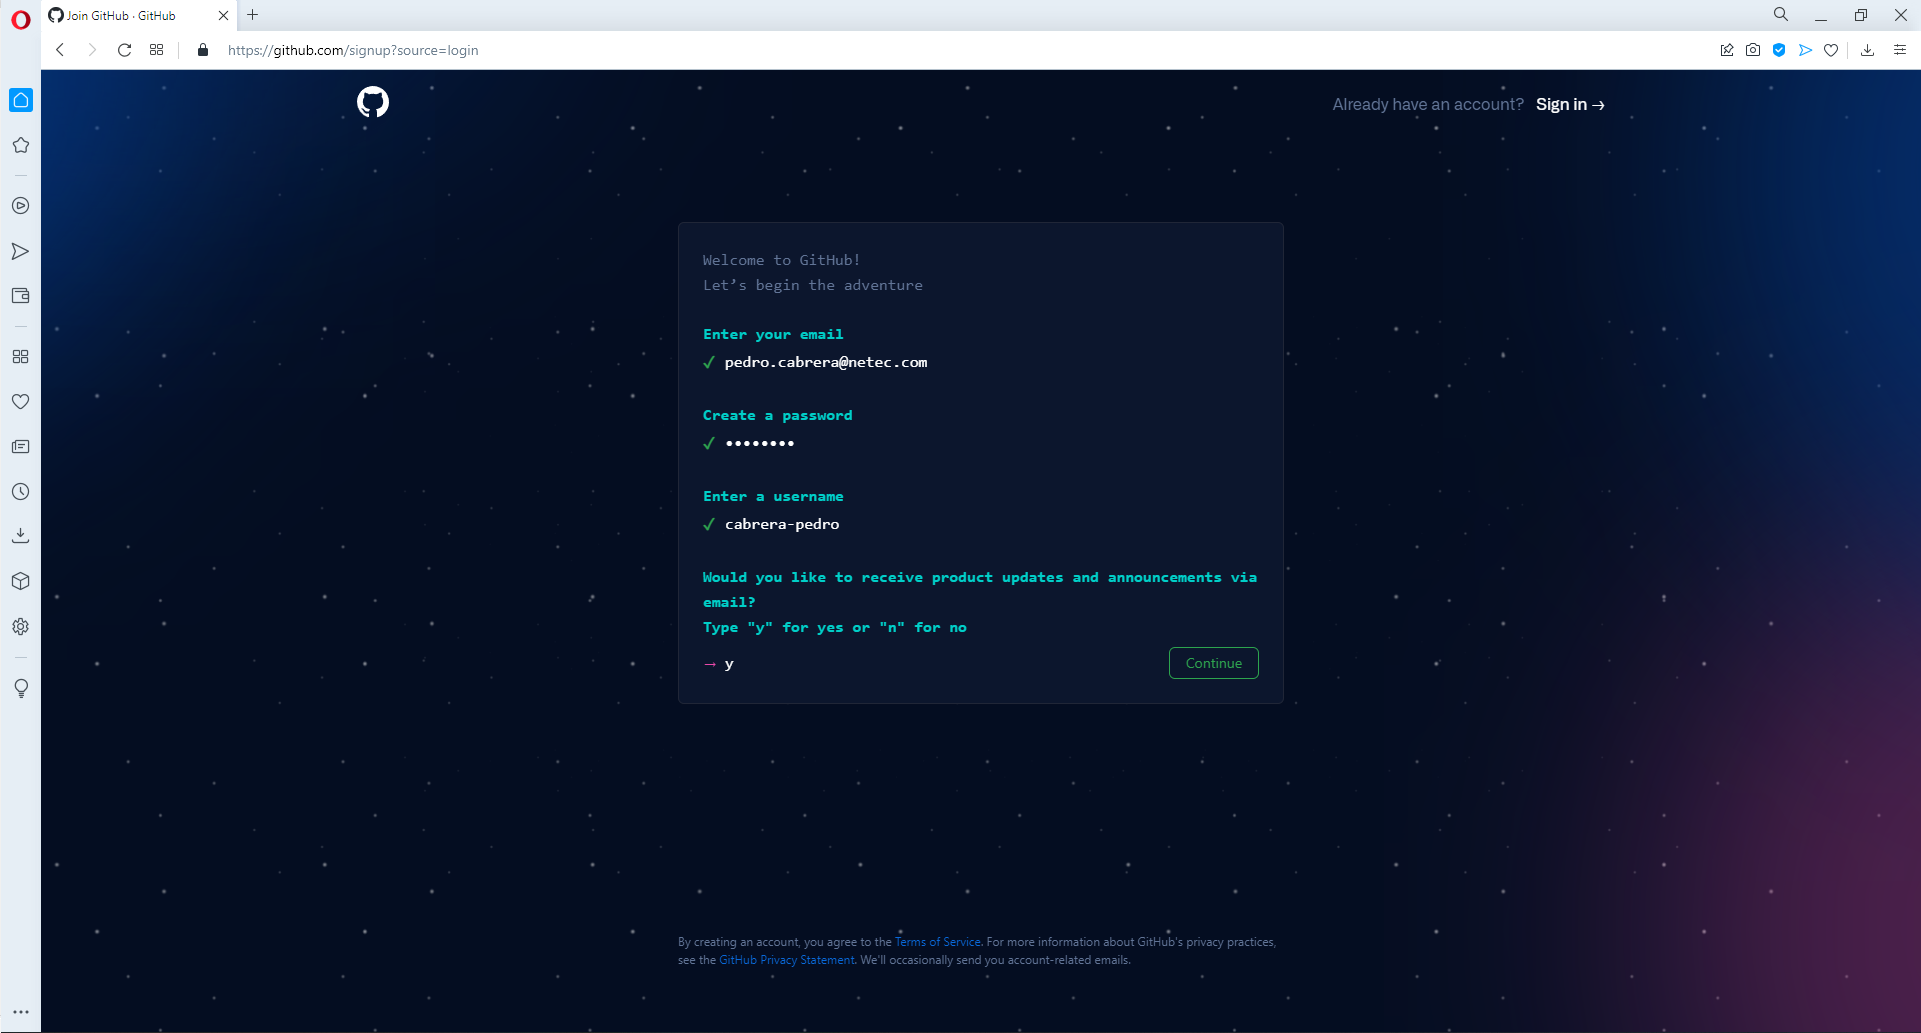 Join GitHub · GitHub
https://github.com/signup?source=login
Already have an account? Sign in →
Welcome to GitHub!
Let’s begin the adventure
Enter your email
✓ pedro.cabrera@netec.com
Create a password
✓ ••••••••
Enter a username
✓ cabrera-pedro
Would you like to receive product updates and announcements via
email?
Type "y" for yes or "n" for no
→ y
Continue
By creating an account, you agree to the Terms of Service. For more information about GitHub's privacy practices,
see the GitHub Privacy Statement. We'll occasionally send you account-related emails.